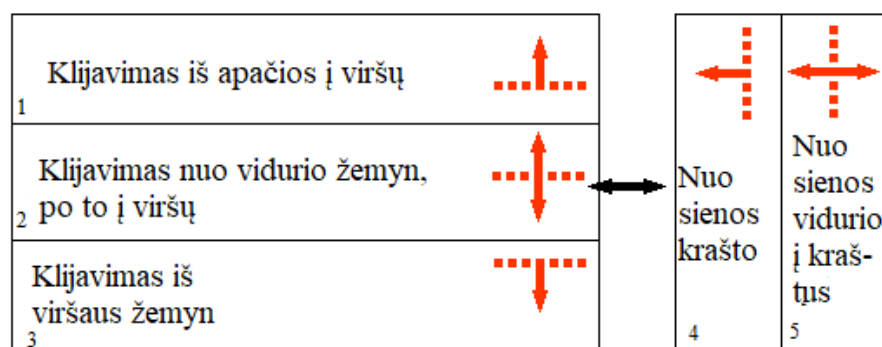 Klijavimas iš apačios į viršų
1
Klijavimas nuo vidurio žemyn,
po to į viršų
2
Klijavimas iš
viršaus žemyn
3
Nuo
sienos
krašto
4
Nuo
sienos
vidurio
į kraš-
tųs
5